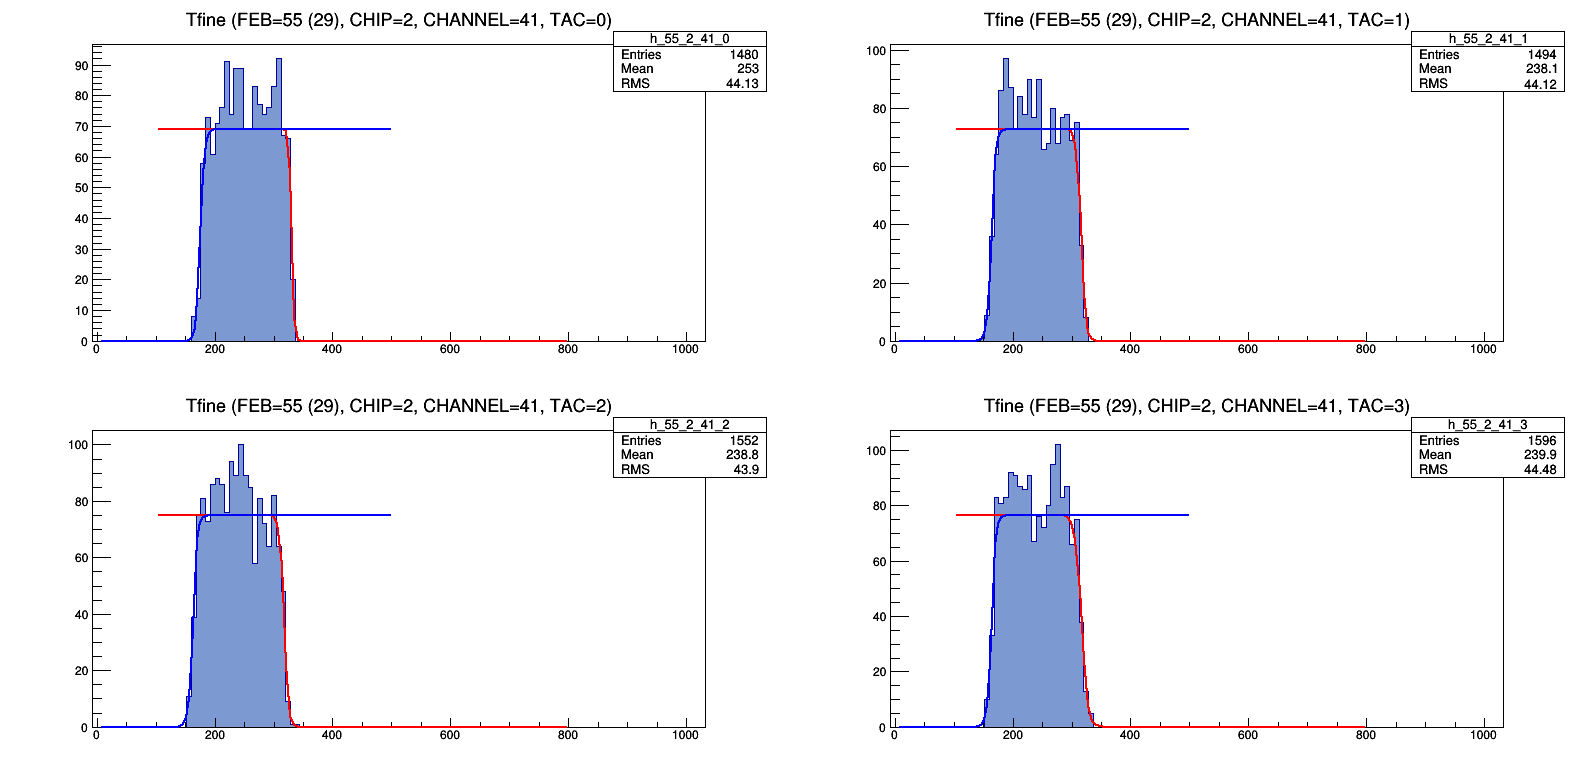 Tfine (FEB=55 (29), CHIP=2, CHANNEL=41, TAC=0)
h_55_2_41_0
Entries 1480
Mean 253
RMS 44.13
90
80
70
60
50
40
30
20
10
0
0 200 400 600 800 1000
Tfine (FEB=55 (29), CHIP=2, CHANNEL=41, TAC=1)
h_55_2_41_1
Entries 1494
Mean 238.1
RMS 44.12
100
80
60
40
20
0
0 200 400 600 800 1000
Tfine (FEB=55 (29), CHIP=2, CHANNEL=41, TAC=2)
h_55_2_41_2
Entries 1552
Mean 238.8
RMS 43.9
100
80
60
40
20
0
0 200 400 600 800 1000
Tfine (FEB=55 (29), CHIP=2, CHANNEL=41, TAC=3)
h_55_2_41_3
Entries 1596
Mean 239.9
RMS 44.48
100
80
60
40
20
0
0 200 400 600 800 1000